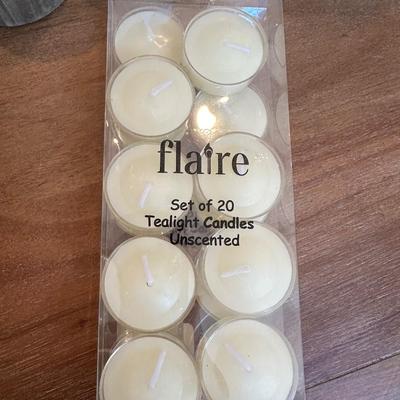 flaire
Set of 20
Tealight Candles
Unscented